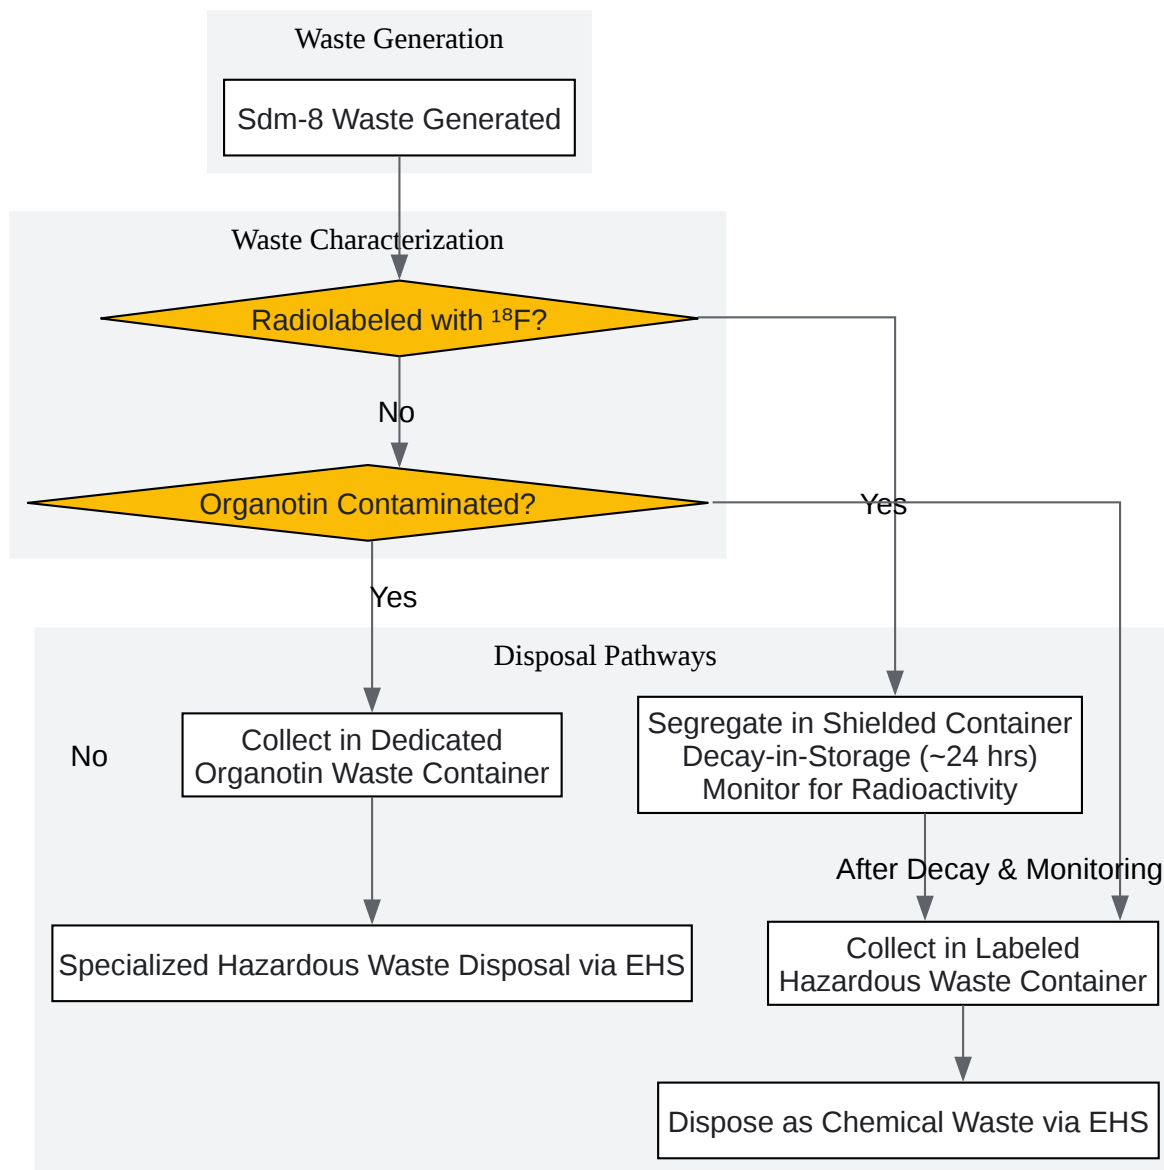 Waste Generation
Sdm-8 Waste Generated
Waste Characterization
Radiolabeled with ¹⁸F?
No
Organotin Contaminated?
Yes
Yes
Disposal Pathways
No
Collect in Dedicated
Organotin Waste Container
Segregate in Shielded Container
Decay-in-Storage (~24 hrs)
Monitor for Radioactivity
After Decay & Monitoring
Specialized Hazardous Waste Disposal via EHS
Collect in Labeled
Hazardous Waste Container
Dispose as Chemical Waste via EHS